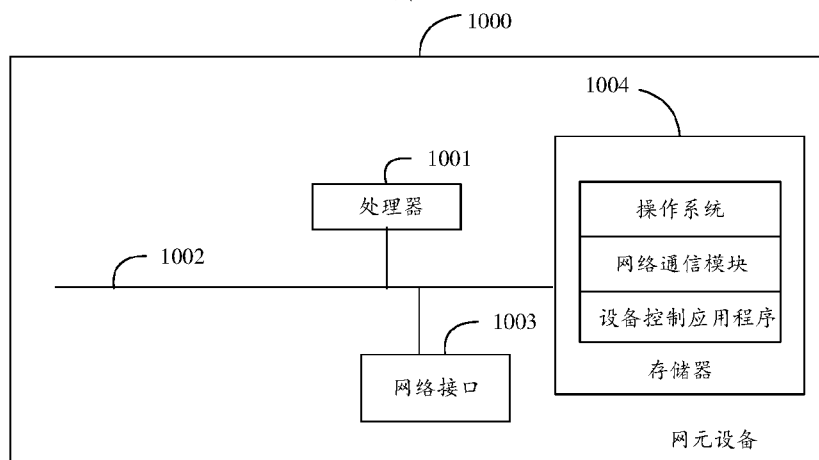 1000
1004
1001
处理器
操作系统
1002
网络通信模块
1003
设备控制应用程序
存储器
网络接口
网元设备